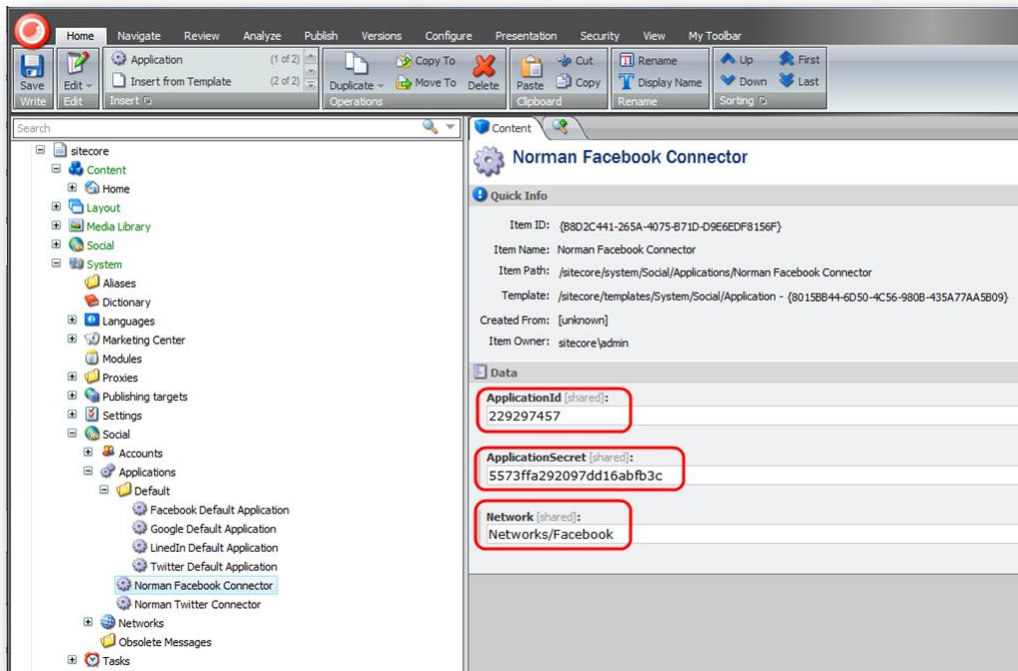 Home Navigate Review Analyze Publish Versions Configure Presentation Security View My Toolbar
Save
Write
Edit
Edit
Application (1 of 2)
Insert from Template (2 of 2)
Insert
Duplicate
Copy To
Move To
Delete
Operations
Paste
Cut
Copy
Clipboard
Rename
Display Name
Rename
Up
Down
First
Last
Sorting
Search
sitecore
Content
Home
Layout
Media Library
Social
System
Aliases
Dictionary
Languages
Marketing Center
Modules
Proxies
Publishing targets
Settings
Social
Accounts
Applications
Default
Facebook Default Application
Google Default Application
LinedIn Default Application
Twitter Default Application
Norman Facebook Connector
Norman Twitter Connector
Networks
Obsolete Messages
Tasks
Content
Norman Facebook Connector
Quick Info
Item ID: {B8D2C441-265A-4075-B71D-D9E6EDF8156F}
Item Name: Norman Facebook Connector
Item Path: /sitecore/system/Social/Applications/Norman Facebook Connector
Template: /sitecore/templates/System/Social/Application - {8015BB44-6D50-4C56-980B-435A77AA5B09}
Created From: [unknown]
Item Owner: sitecore\admin
Data
ApplicationId [shared]:
229297457
ApplicationSecret [shared]:
5573ffa292097dd16abfb3c
Network [shared]:
Networks/Facebook